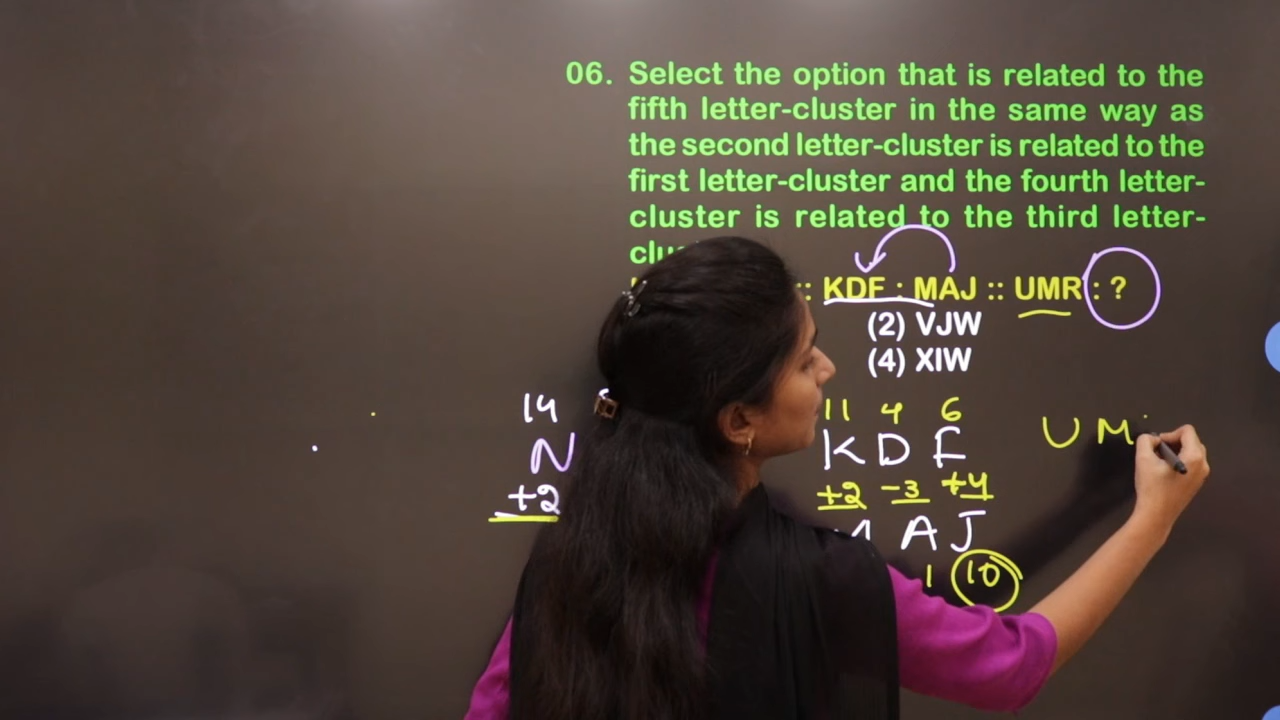 06. Select the option that is related to the
fifth letter-cluster in the same way as
the second letter-cluster is related to the
first letter-cluster and the fourth letter-
cluster is related to the third letter-
:: KDF : MAJ :: UMR : ?
(2) VJW
(4) XIW
14 11 4 6
N K D F U M
+2 +2 -3 +4
A J
1 10